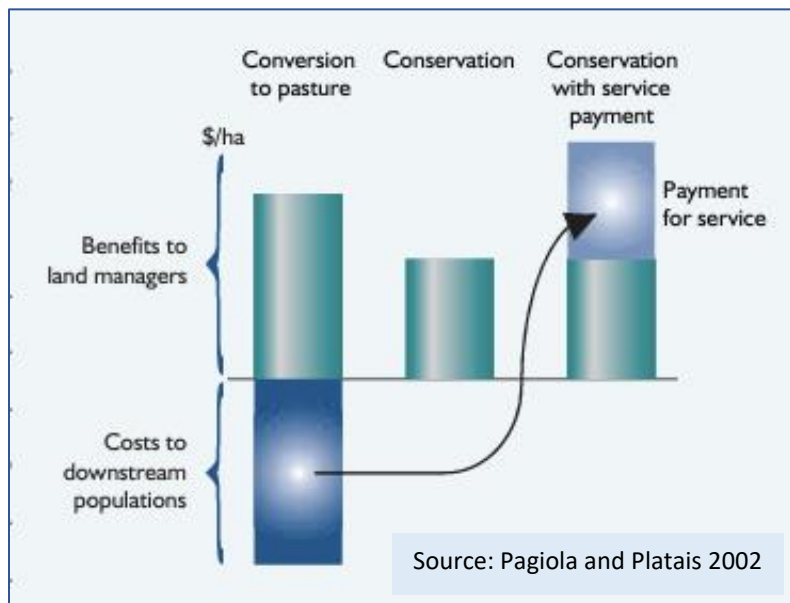 Conversion
to pasture
Conservation
Conservation
with service
payment
$/ha
Payment
for service
Benefits to
land managers
Costs to
downstream
populations
Source: Pagiola and Platais 2002